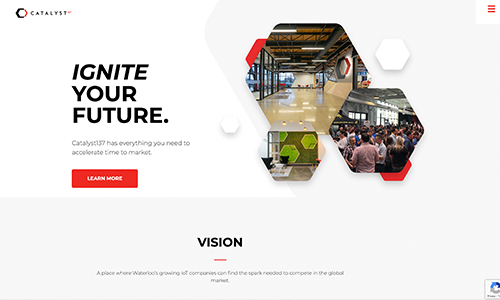 CATALYST137
IGNITE
YOUR
FUTURE.
Catalyst137 has everything you need to
accelerate time to market.
LEARN MORE
VISION
A place where Waterloo's growing IoT companies can find the spark needed to compete in the global
market.